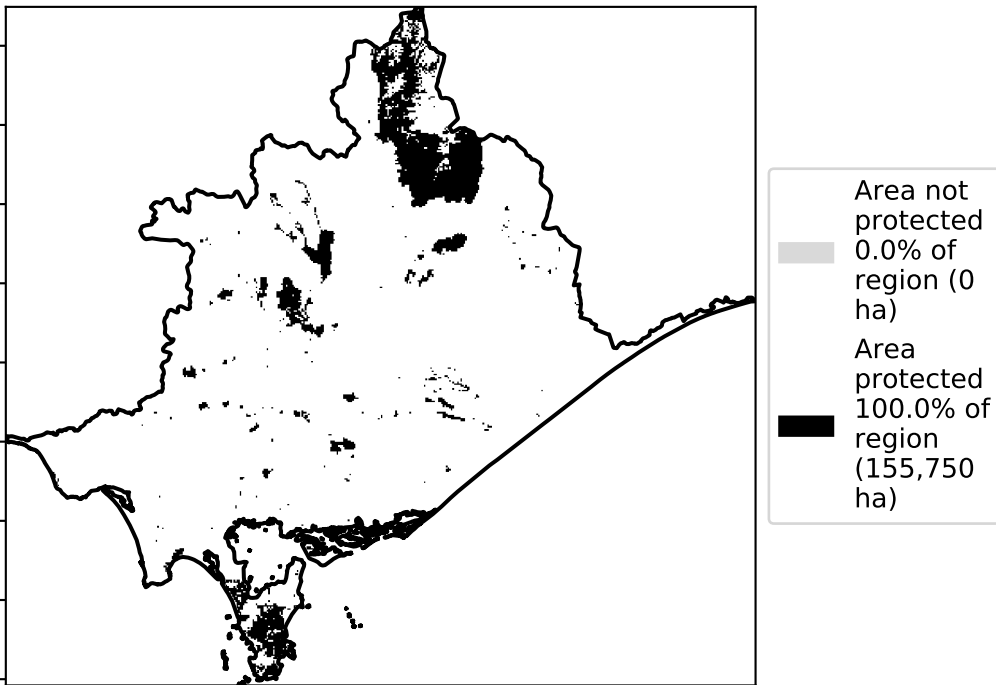 Area not
protected
0.0% of
region (0
ha)
Area
protected
100.0% of
region
(155,750
ha)